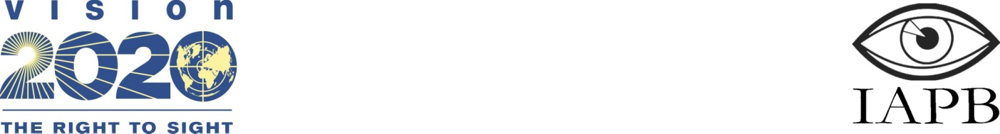 vision
2020
THE RIGHT TO SIGHT
IAPB